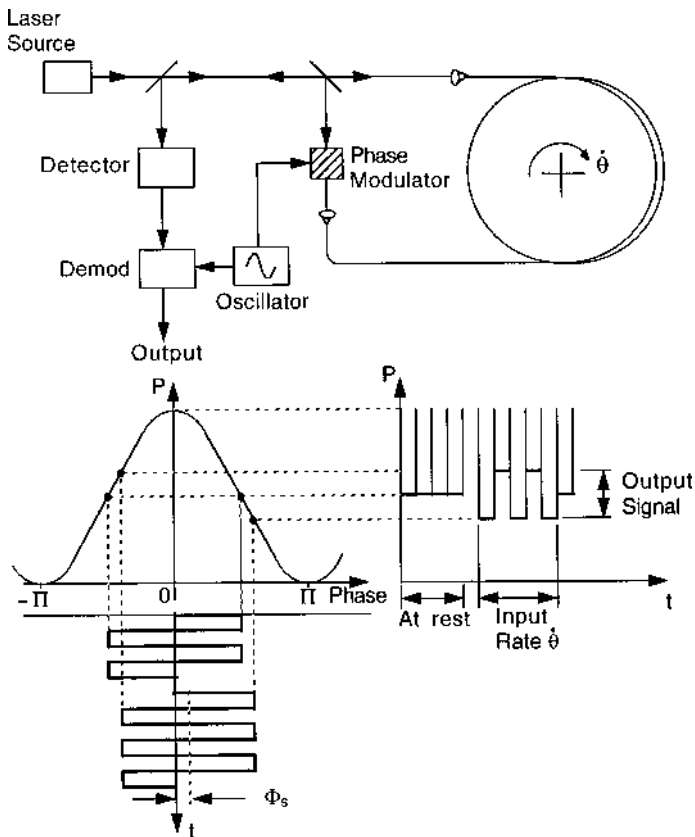 Laser
Source
Detector
Phase
Modulator
θ̇
Demod
Oscillator
Output
P
P
Output
Signal
-Π
0
Π
Phase
At rest
Input
Rate θ̇
t
Φs
t